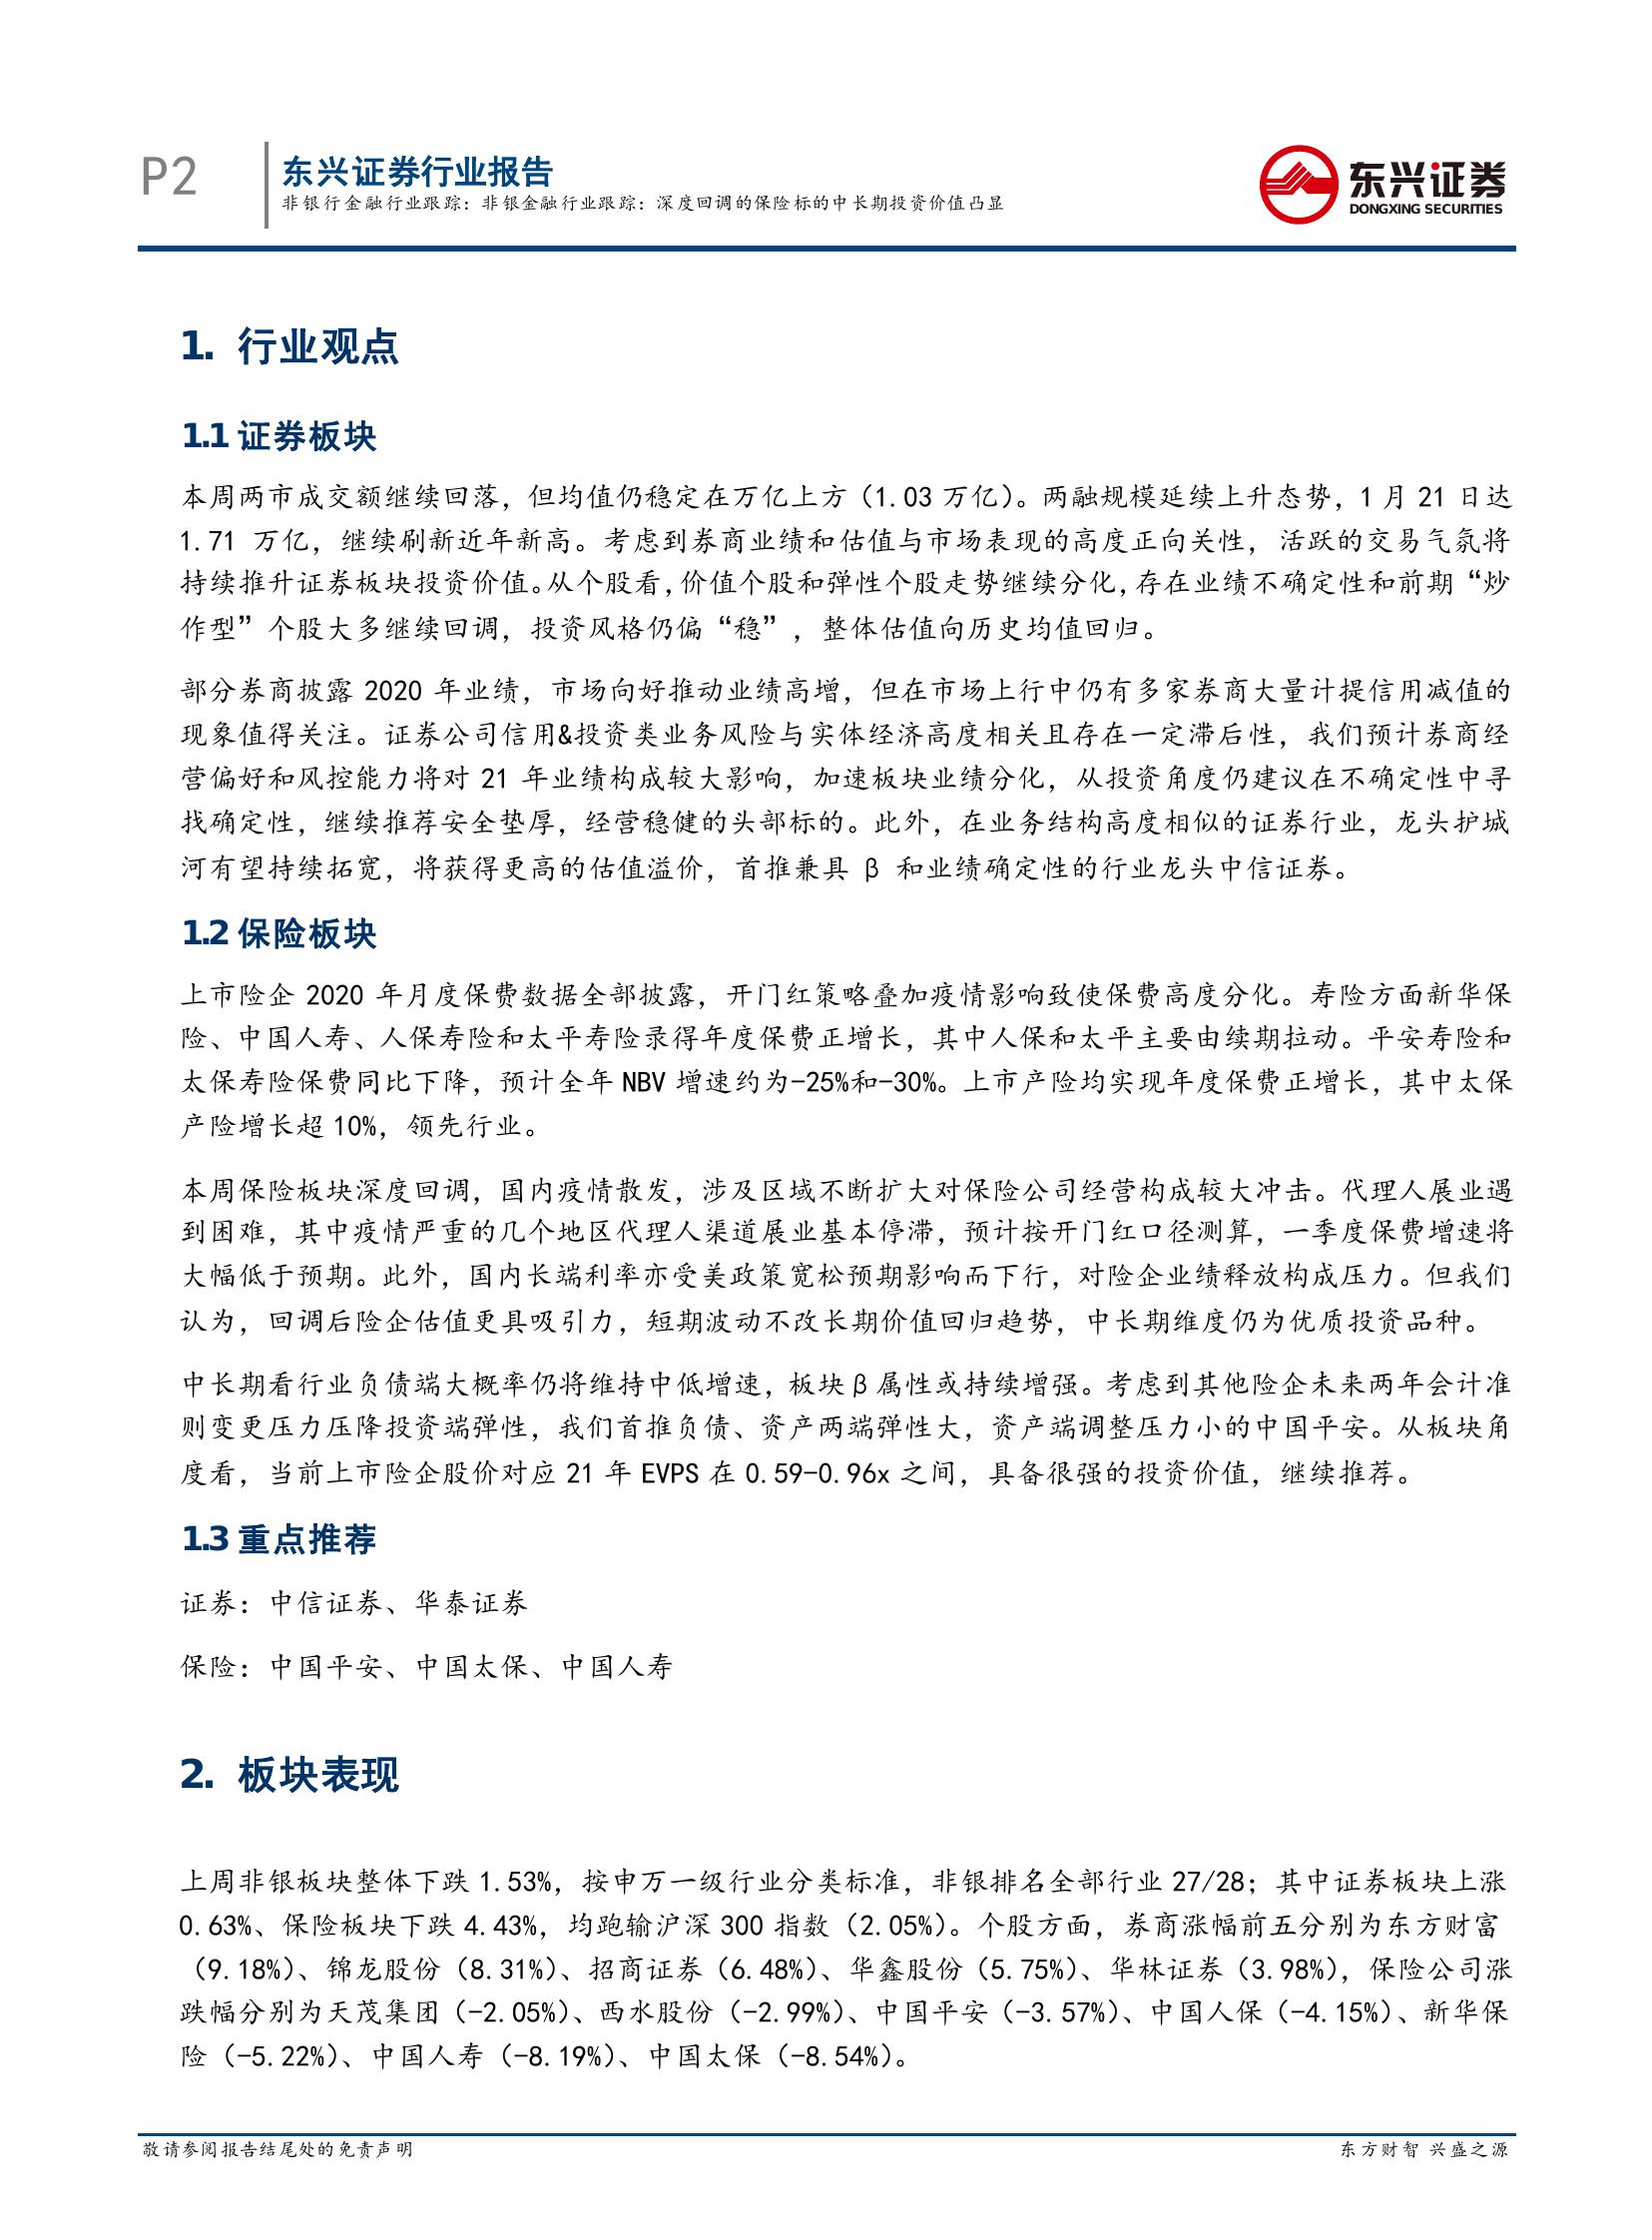 P2
东兴证券行业报告
非银行金融行业跟踪：非银金融行业跟踪：深度回调的保险标的中长期投资价值凸显
东兴证券
DONGXING SECURITIES
1. 行业观点
1.1 证券板块
本周两市成交额继续回落，但均值仍稳定在万亿上方（1.03 万亿）。两融规模延续上升态势，1 月 21 日达
1.71 万亿，继续刷新近年新高。考虑到券商业绩和估值与市场表现的高度正向关性，活跃的交易气氛将
持续推升证券板块投资价值。从个股看，价值个股和弹性个股走势继续分化，存在业绩不确定性和前期“炒
作型”个股大多继续回调，投资风格仍偏“稳”，整体估值向历史均值回归。
部分券商披露 2020 年业绩，市场向好推动业绩高增，但在市场上行中仍有多家券商大量计提信用减值的
现象值得关注。证券公司信用&投资类业务风险与实体经济高度相关且存在一定滞后性，我们预计券商经
营偏好和风控能力将对 21 年业绩构成较大影响，加速板块业绩分化，从投资角度仍建议在不确定性中寻
找确定性，继续推荐安全垫厚，经营稳健的头部标的。此外，在业务结构高度相似的证券行业，龙头护城
河有望持续拓宽，将获得更高的估值溢价，首推兼具 β 和业绩确定性的行业龙头中信证券。
1.2 保险板块
上市险企 2020 年月度保费数据全部披露，开门红策略叠加疫情影响致使保费高度分化。寿险方面新华保
险、中国人寿、人保寿险和太平寿险录得年度保费正增长，其中人保和太平主要由续期拉动。平安寿险和
太保寿险保费同比下降，预计全年 NBV 增速约为-25%和-30%。上市产险均实现年度保费正增长，其中太保
产险增长超 10%，领先行业。
本周保险板块深度回调，国内疫情散发，涉及区域不断扩大对保险公司经营构成较大冲击。代理人展业遇
到困难，其中疫情严重的几个地区代理人渠道展业基本停滞，预计按开门红口径测算，一季度保费增速将
大幅低于预期。此外，国内长端利率亦受美政策宽松预期影响而下行，对险企业绩释放构成压力。但我们
认为，回调后险企估值更具吸引力，短期波动不改长期价值回归趋势，中长期维度仍为优质投资品种。
中长期看行业负债端大概率仍将维持中低增速，板块β属性或持续增强。考虑到其他险企未来两年会计准
则变更压力压降投资端弹性，我们首推负债、资产两端弹性大，资产端调整压力小的中国平安。从板块角
度看，当前上市险企股价对应 21 年 EVPS 在 0.59-0.96x 之间，具备很强的投资价值，继续推荐。
1.3 重点推荐
证券：中信证券、华泰证券
保险：中国平安、中国太保、中国人寿
2. 板块表现
上周非银板块整体下跌 1.53%，按申万一级行业分类标准，非银排名全部行业 27/28；其中证券板块上涨
0.63%、保险板块下跌 4.43%，均跑输沪深 300 指数（2.05%）。个股方面，券商涨幅前五分别为东方财富
（9.18%）、锦龙股份（8.31%）、招商证券（6.48%）、华鑫股份（5.75%）、华林证券（3.98%），保险公司涨
跌幅分别为天茂集团（-2.05%）、西水股份（-2.99%）、中国平安（-3.57%）、中国人保（-4.15%）、新华保
险（-5.22%）、中国人寿（-8.19%）、中国太保（-8.54%）。
敬请参阅报告结尾处的免责声明
东方财智 兴盛之源